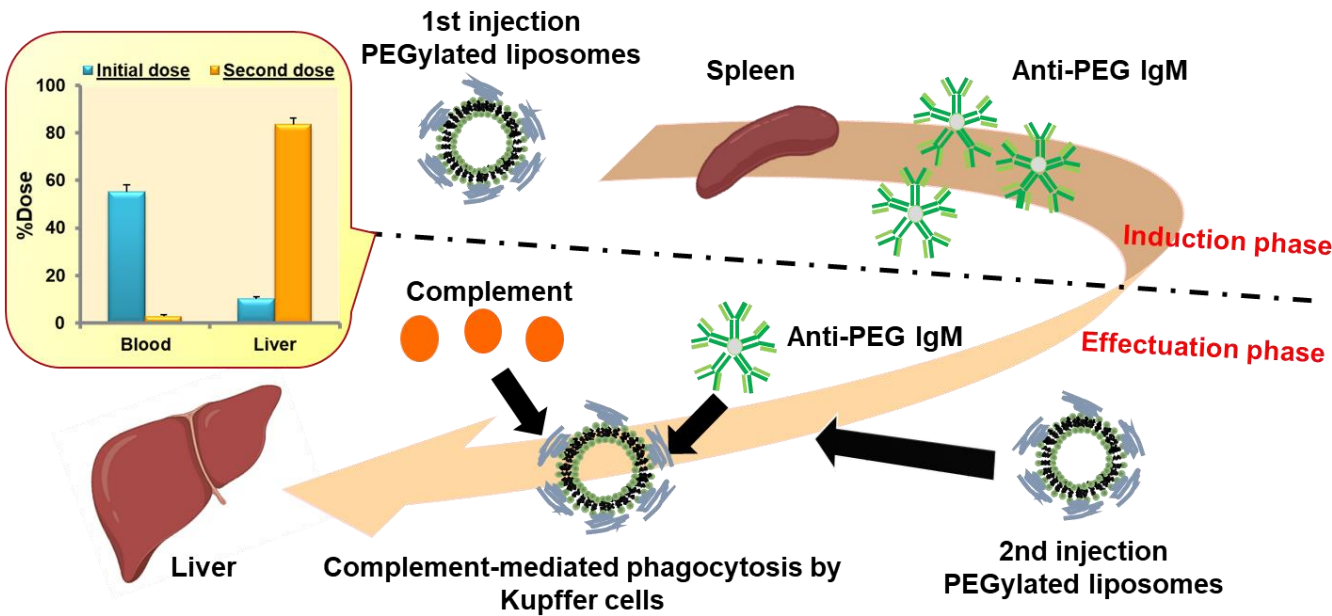 1st injection
PEGylated liposomes
Spleen
Anti-PEG IgM
Initial dose
Second dose
%Dose
100
80
60
40
20
0
Blood
Liver
Induction phase
Complement
Anti-PEG IgM
Effectuation phase
Liver
Complement-mediated phagocytosis by
Kupffer cells
2nd injection
PEGylated liposomes